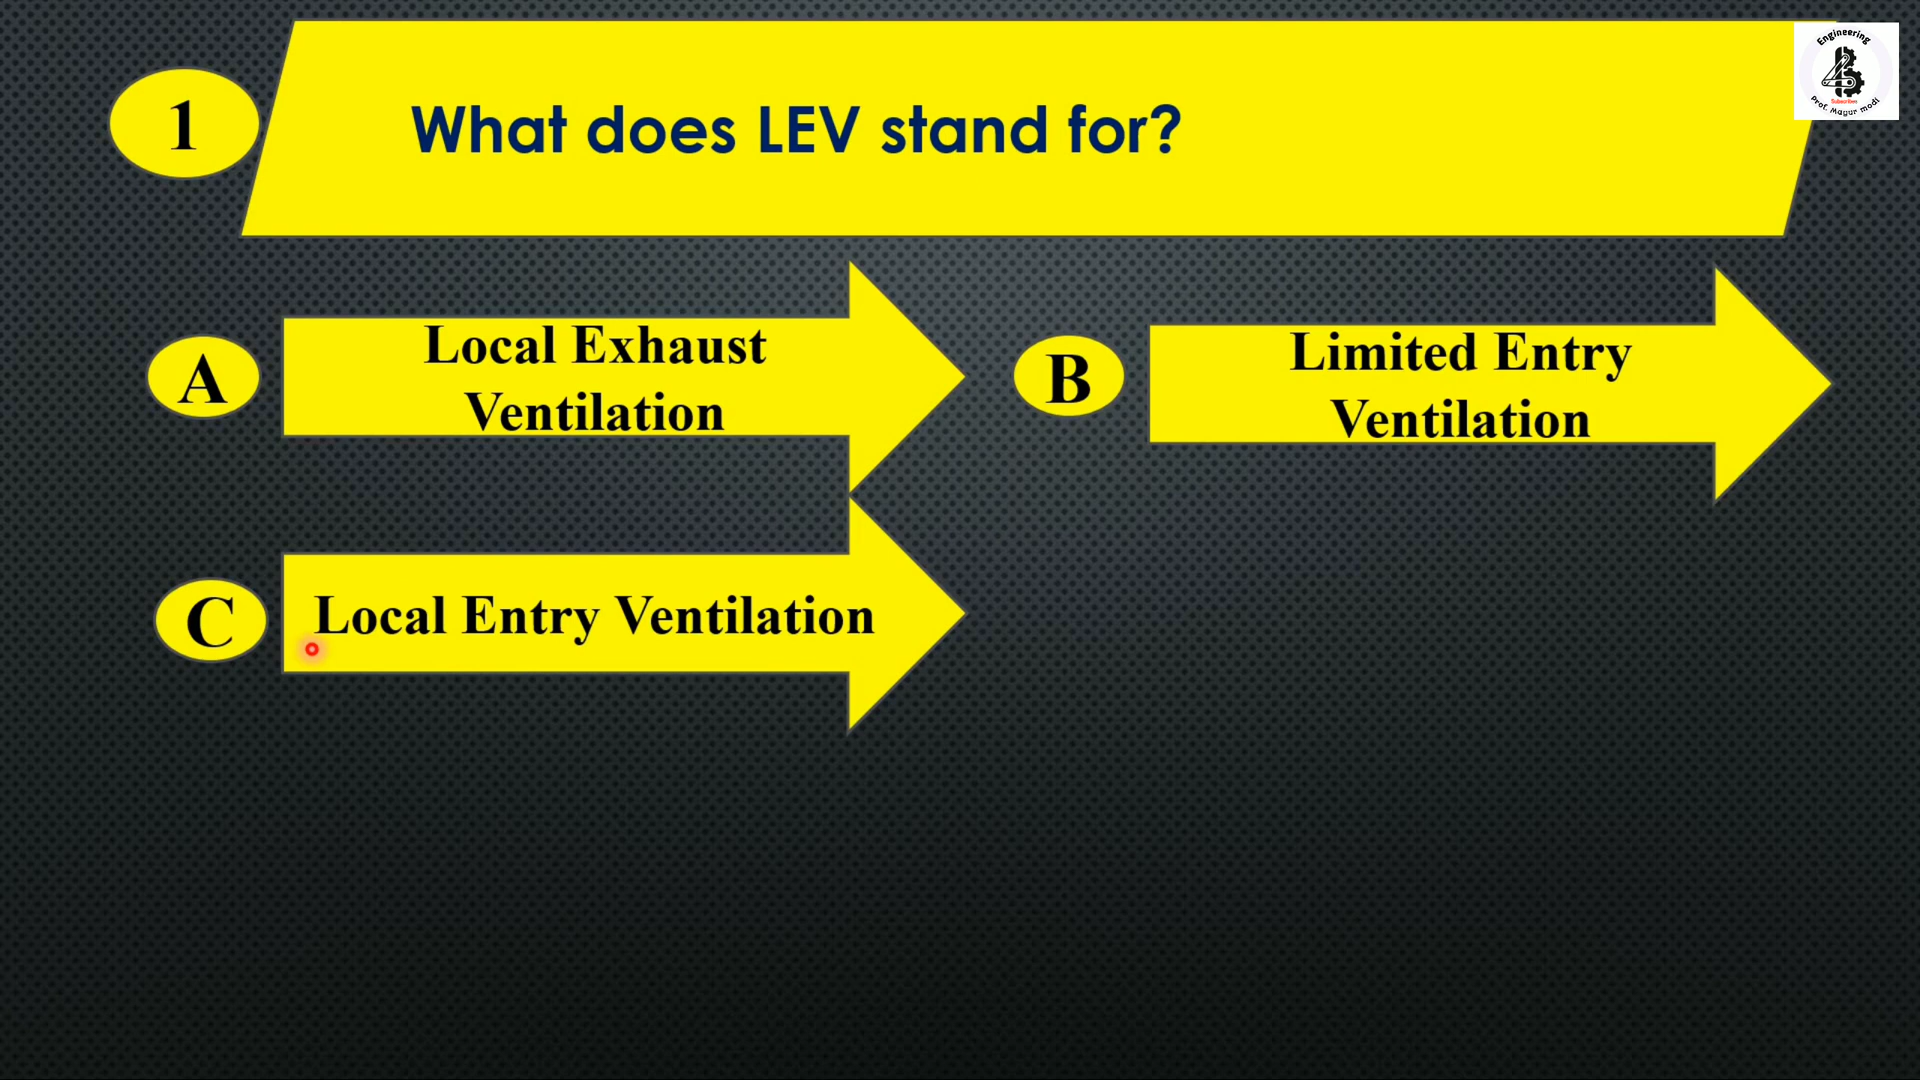 1
What does LEV stand for?
Engineering
Subscribe
Prof. Mayur modi
A
Local Exhaust
Ventilation
B
Limited Entry
Ventilation
C
Local Entry Ventilation